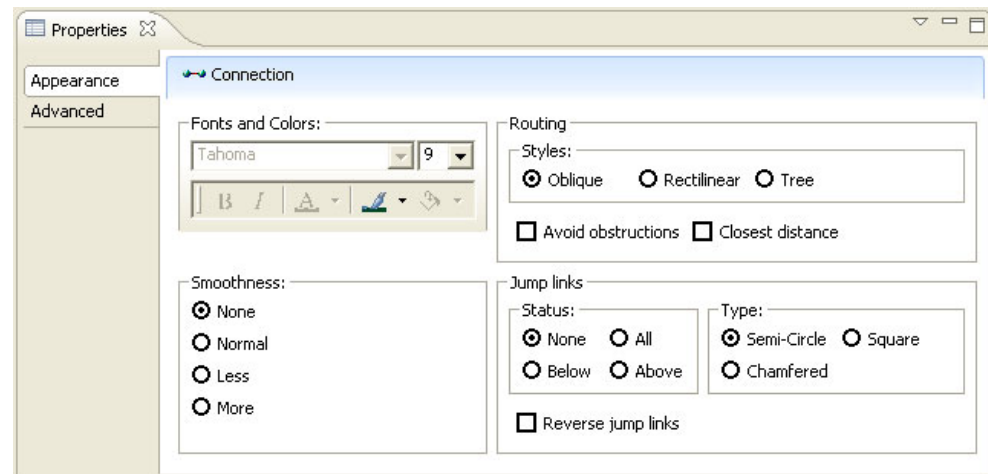 Properties
Appearance
Advanced
Connection
Fonts and Colors:
Tahoma 9
B I A
Routing
Styles:
Oblique Rectilinear Tree
Avoid obstructions Closest distance
Smoothness:
None
Normal
Less
More
Jump links
Status:
None All
Below Above
Type:
Semi-Circle Square
Chamfered
Reverse jump links